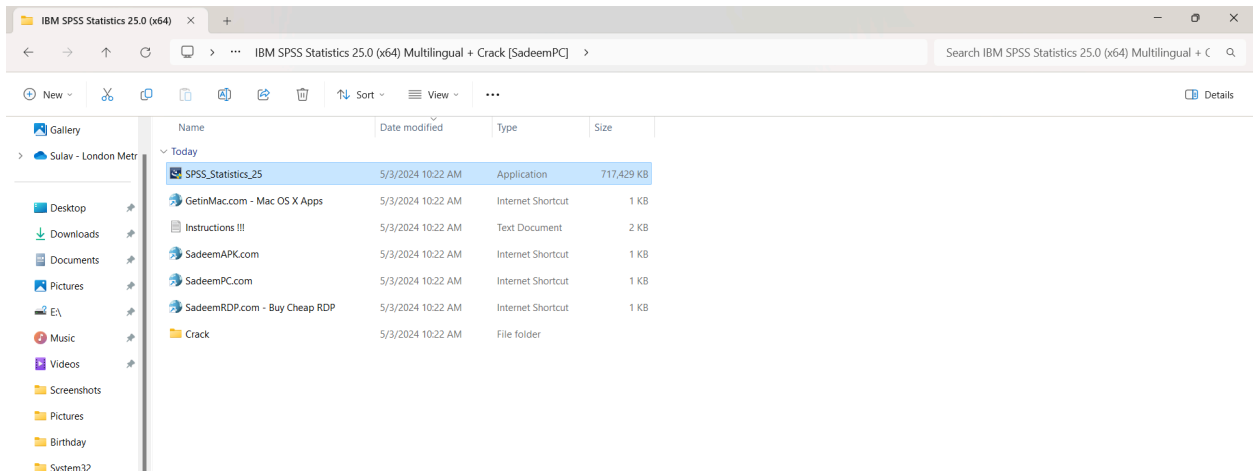 IBM SPSS Statistics 25.0 (x64)
IBM SPSS Statistics 25.0 (x64) Multilingual + Crack [SadeemPC]
Search IBM SPSS Statistics 25.0 (x64) Multilingual + C
New
Sort
View
Details
Gallery
Sulav - London Metr
Desktop
Downloads
Documents
Pictures
E:\
Music
Videos
Screenshots
Pictures
Birthday
System32
Name Date modified Type Size
Today
SPSS_Statistics_25 5/3/2024 10:22 AM Application 717,429 KB
GetinMac.com - Mac OS X Apps 5/3/2024 10:22 AM Internet Shortcut 1 KB
Instructions !!! 5/3/2024 10:22 AM Text Document 2 KB
SadeemAPK.com 5/3/2024 10:22 AM Internet Shortcut 1 KB
SadeemPC.com 5/3/2024 10:22 AM Internet Shortcut 1 KB
SadeemRDP.com - Buy Cheap RDP 5/3/2024 10:22 AM Internet Shortcut 1 KB
Crack 5/3/2024 10:22 AM File folder